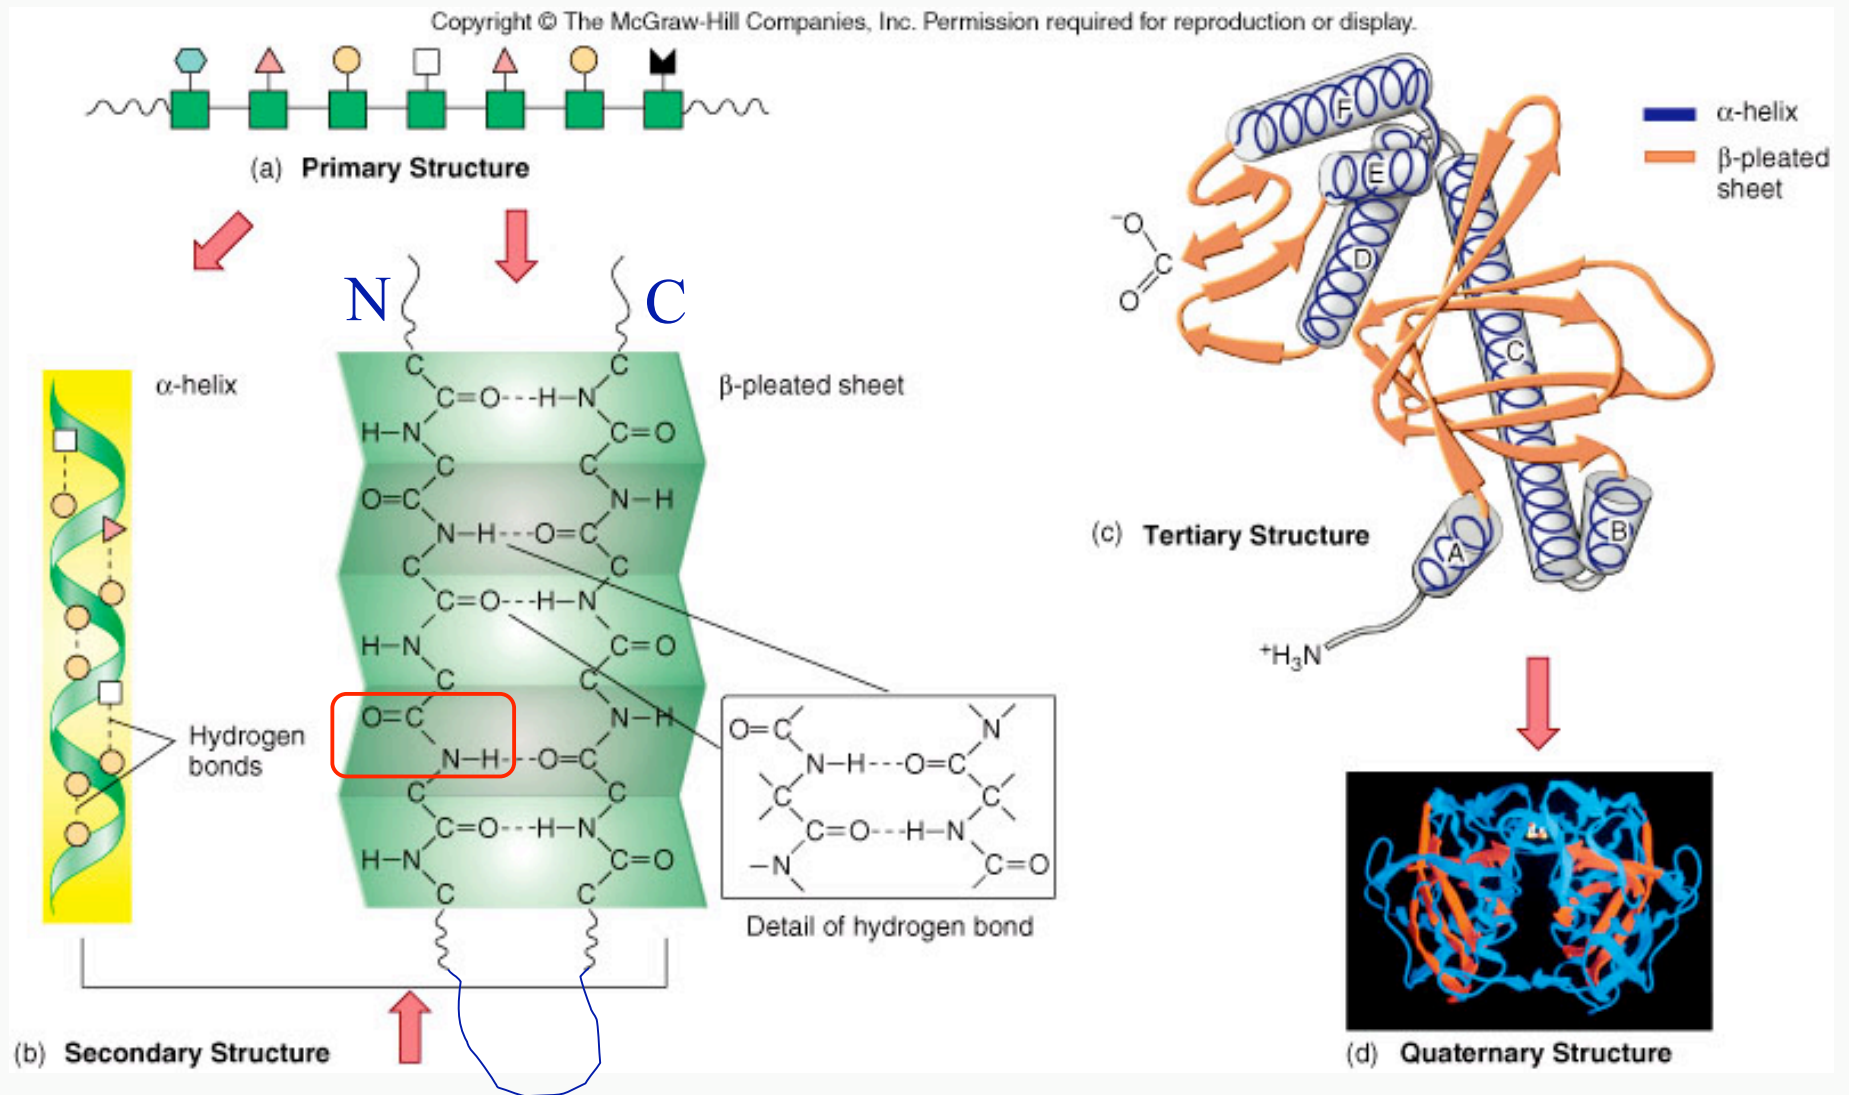 Copyright © The McGraw-Hill Companies, Inc. Permission required for reproduction or display.
(a) Primary Structure
N
C
α-helix
β-pleated sheet
C
C
C=O---H–N
H–N
C=O
C
C
O=C
N–H
N–H---O=C
C
C
C=O---H–N
H–N
C=O
C
C
O=C
N–H
N–H---O=C
C
C
C=O---H–N
H–N
C=O
C
C
Hydrogen
bonds
O=C
N
N–H---O=C
C
C
C=O---H–N
–N
C=O
Detail of hydrogen bond
(b) Secondary Structure
α-helix
β-pleated
sheet
F
E
D
C
B
A
⁻O
C
O
⁺H₃N
(c) Tertiary Structure
(d) Quaternary Structure